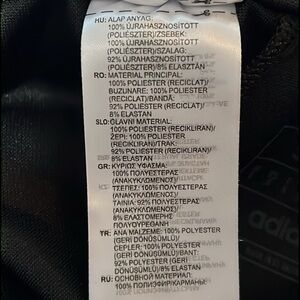 HU: ALAP ANYAG:
100% ÚJRAHASZNOSÍTOTT
(POLIÉSZTER)/ZSEBEK:
100% ÚJRAHASZNOSÍTOTT
(POLIÉSZTER)/SZALAG:
92% ÚJRAHASZNOSÍTOTT
(POLIÉSZTER)/8% ELASZTÁN
RO: MATERIAL PRINCIPAL:
100% POLIESTER (RECICLAT)/
BUZUNARE: 100% POLIESTER
(RECICLAT)/BANDĂ:
92% POLIESTER (RECICLAT)/
8% ELASTAN
SLO: GLAVNI MATERIAL:
100% POLIESTER (RECIKLIRAN)/
ŽEPI: 100% POLIESTER
(RECIKLIRAN)/TRAK:
92% POLIESTER (RECIKLIRAN)/
8% ELASTAN
GR: ΚΥΡΙΩΣ ΥΦΑΣΜΑ:
100% ΠΟΛΥΕΣΤΕΡΑΣ
(ΑΝΑΚΥΚΛΩΜΕΝΟΣ)/
ΤΣΕΠΕΣ: 100% ΠΟΛΥΕΣΤΕΡΑΣ
(ΑΝΑΚΥΚΛΩΜΕΝΟΣ)/
ΤΑΙΝΙΑ: 92% ΠΟΛΥΕΣΤΕΡΑΣ
(ΑΝΑΚΥΚΛΩΜΕΝΟΣ)/
8% ΕΛΑΣΤΟΜΕΡΗΣ
ΠΟΛΥΟΥΡΕΘΑΝΗ
TR: ANA MALZEME: 100% POLYESTER
(GERİ DÖNÜŞÜMLÜ)/
CEPLER: 100% POLYESTER
(GERİ DÖNÜŞÜMLÜ)/BANT:
92% POLYESTER (GERİ
DÖNÜŞÜMLÜ)/8% ELASTAN
RU: ОСНОВНОЙ МАТЕРИАЛ:
100% ПОЛИЭФИР